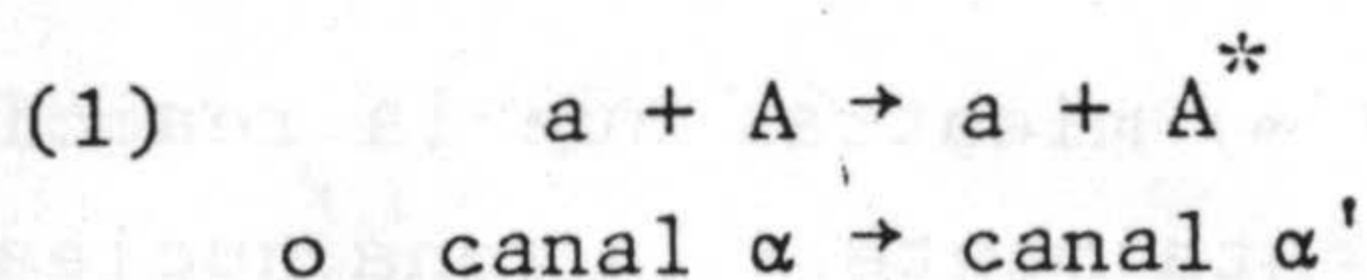 (1) a + A → a + A*
o canal α → canal α'